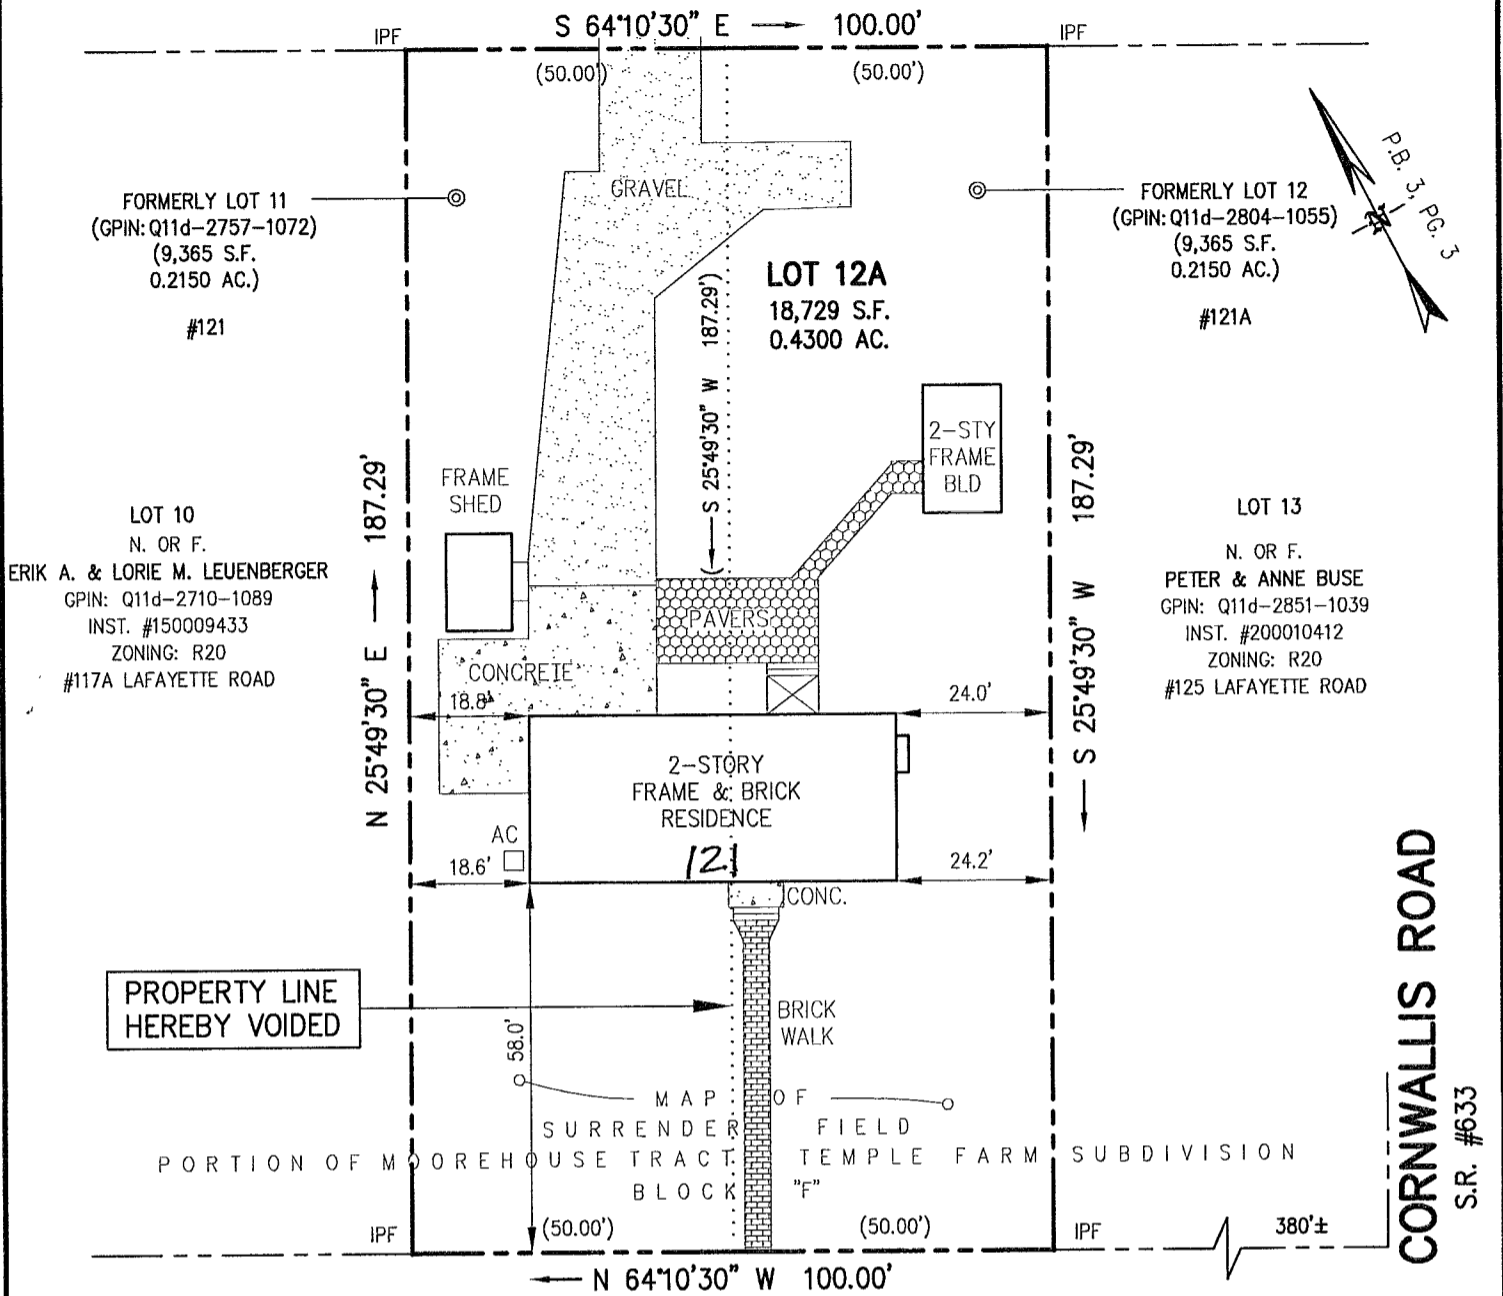 S 64°10'30" E 100.00'
IPF
IPF
(50.00')
(50.00')
P.B. 3, PG. 3
GRAVEL
FORMERLY LOT 11
(GPIN: Q11d-2757-1072)
(9,365 S.F.
0.2150 AC.)
#121
FORMERLY LOT 12
(GPIN: Q11d-2804-1055)
(9,365 S.F.
0.2150 AC.)
#121A
LOT 12A
18,729 S.F.
0.4300 AC.
(S 25°49'30" W 187.29')
2-STY
FRAME
BLD
FRAME
SHED
N 25°49'30" E 187.29'
S 25°49'30" W 187.29'
LOT 10
N. OR F.
ERIK A. & LORIE M. LEUENBERGER
GPIN: Q11d-2710-1089
INST. #150009433
ZONING: R20
#117A LAFAYETTE ROAD
LOT 13
N. OR F.
PETER & ANNE BUSE
GPIN: Q11d-2851-1039
INST. #200010412
ZONING: R20
#125 LAFAYETTE ROAD
PAVERS
CONCRETE
18.8'
24.0'
2-STORY
FRAME & BRICK
RESIDENCE
121
AC
18.6'
24.2'
CONC.
PROPERTY LINE
HEREBY VOIDED
BRICK
WALK
58.0'
MAP OF
SURRENDER FIELD
PORTION OF MOOREHOUSE TRACT TEMPLE FARM SUBDIVISION
BLOCK "F"
IPF
(50.00')
(50.00')
IPF
380'±
N 64°10'30" W 100.00'
CORNWALLIS ROAD
S.R. #633